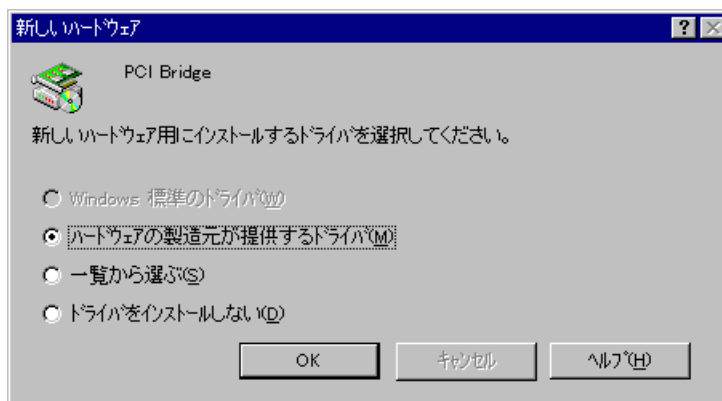 新しいハードウェア
PCI Bridge
新しいハードウェア用にインストールするドライバを選択してください。
Windows 標準のドライバ(W)
ハードウェアの製造元が提供するドライバ(M)
一覧から選ぶ(S)
ドライバをインストールしない(D)
OK キャンセル ヘルプ(H)